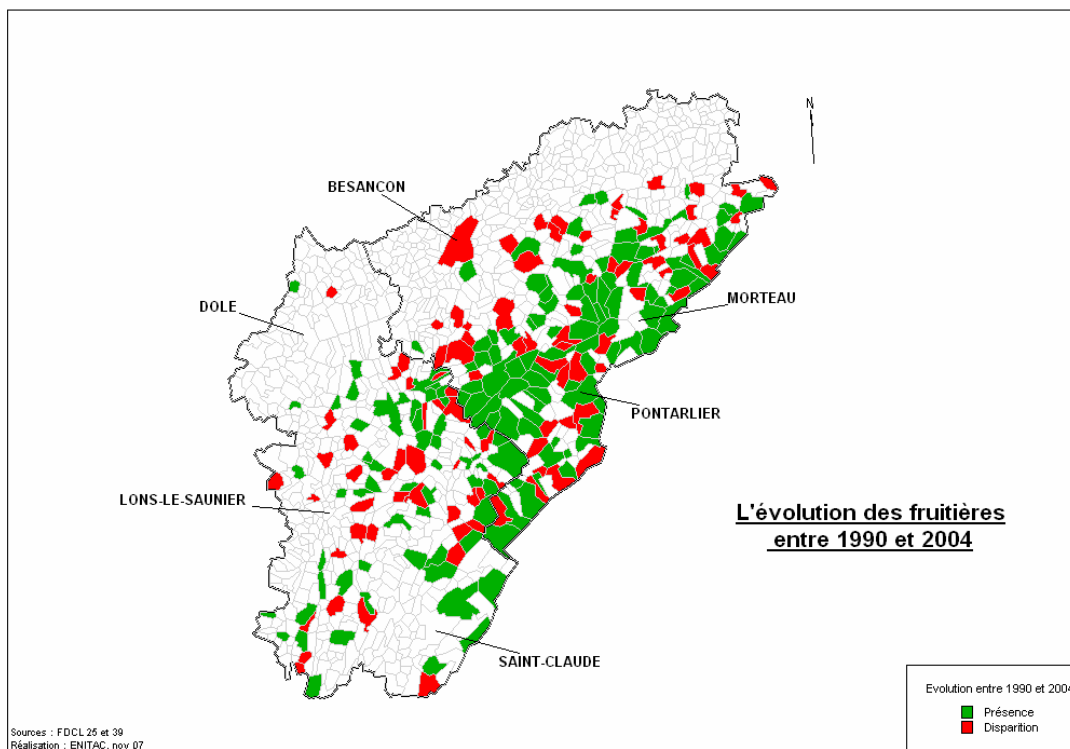 N
BESANCON
DOLE
MORTEAU
PONTARLIER
LONS-LE-SAUNIER
L'évolution des fruitières
entre 1990 et 2004
SAINT-CLAUDE
Evolution entre 1990 et 2004
Présence
Disparition
Sources : FDCL 25 et 39
Réalisation : ENITAC, nov 07